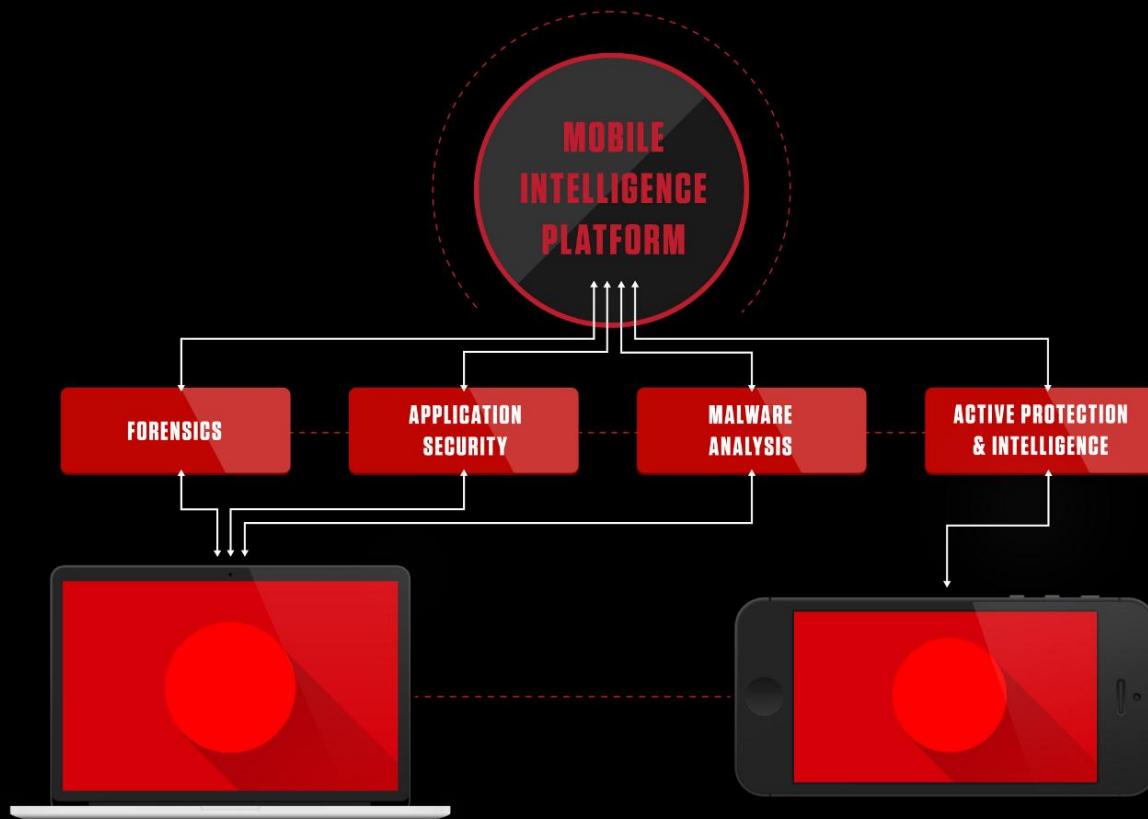 MOBILE
INTELLIGENCE
PLATFORM
FORENSICS
APPLICATION
SECURITY
MALWARE
ANALYSIS
ACTIVE PROTECTION
& INTELLIGENCE